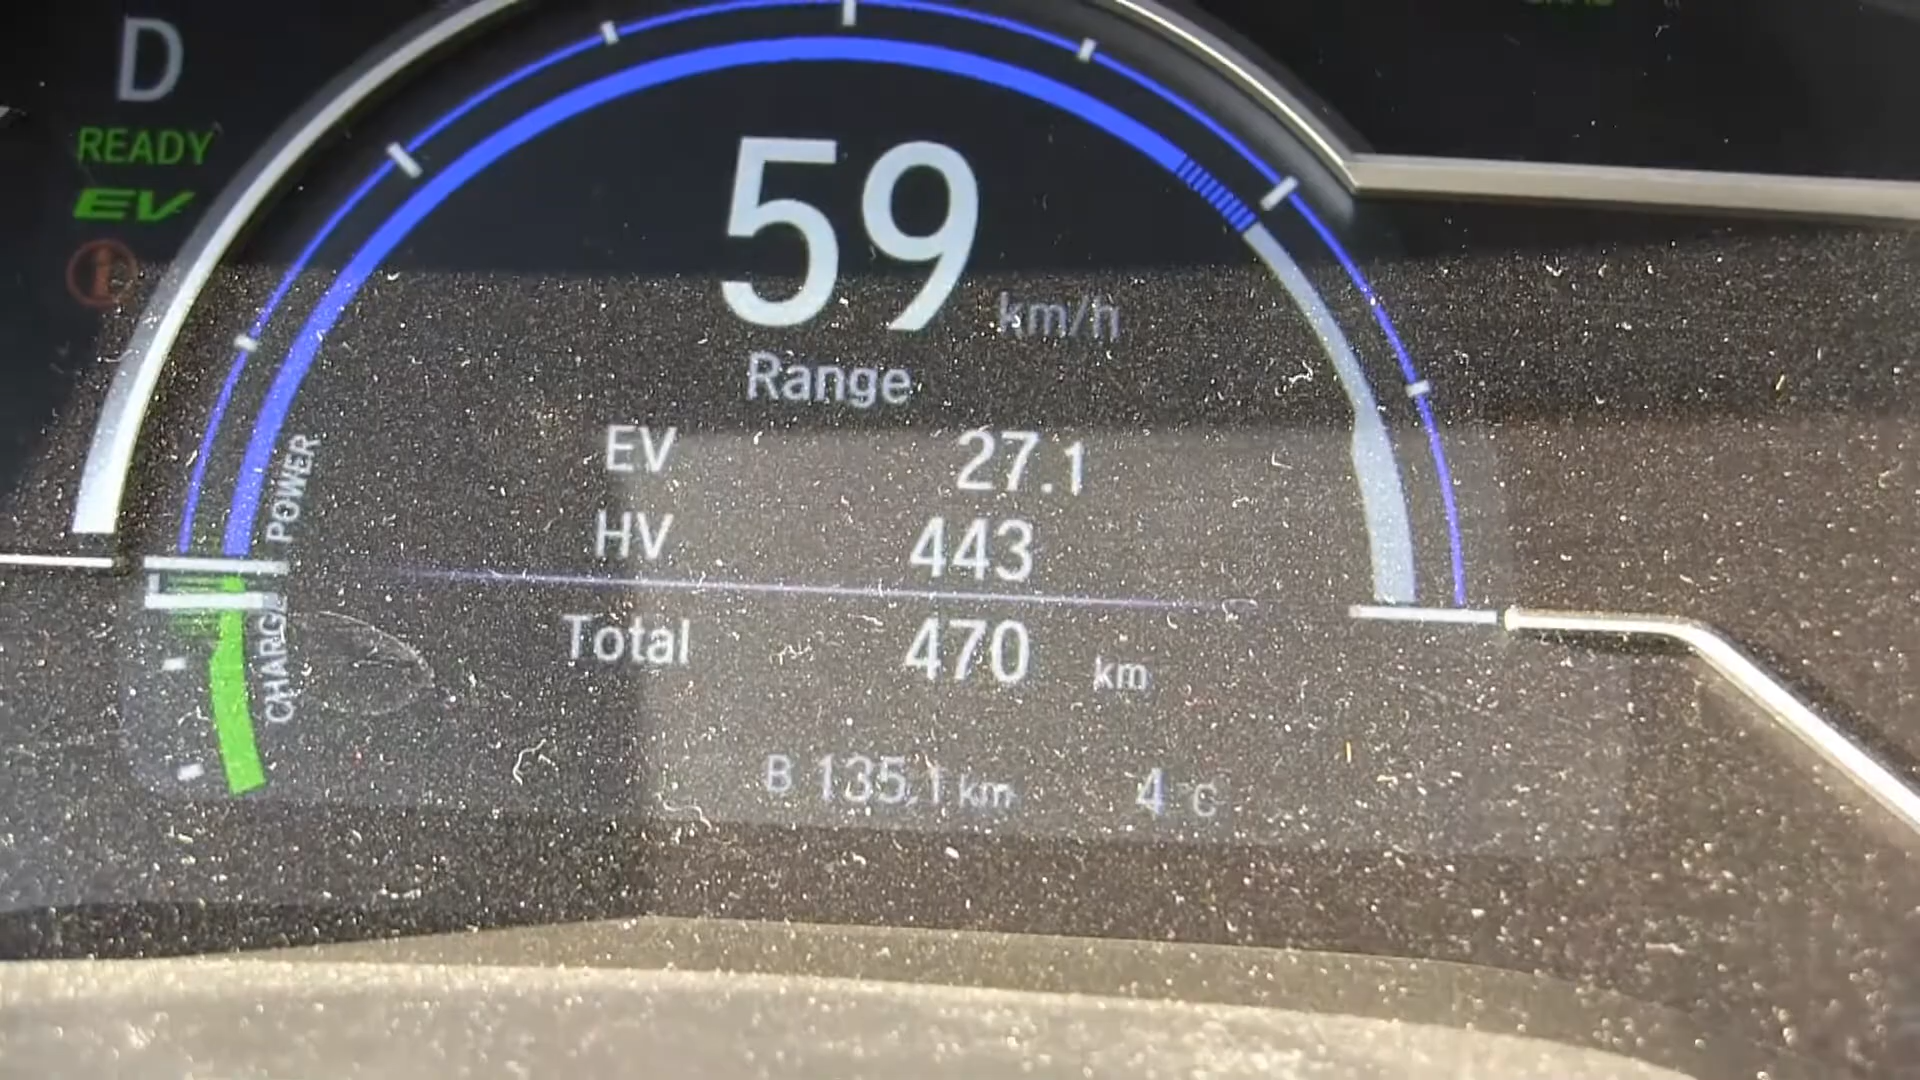 D
READY
EV
59 km/h
Range
EV 27.1
HV 443
Total 470 km
POWER
CHARGE
B 135.1 km 4 °C